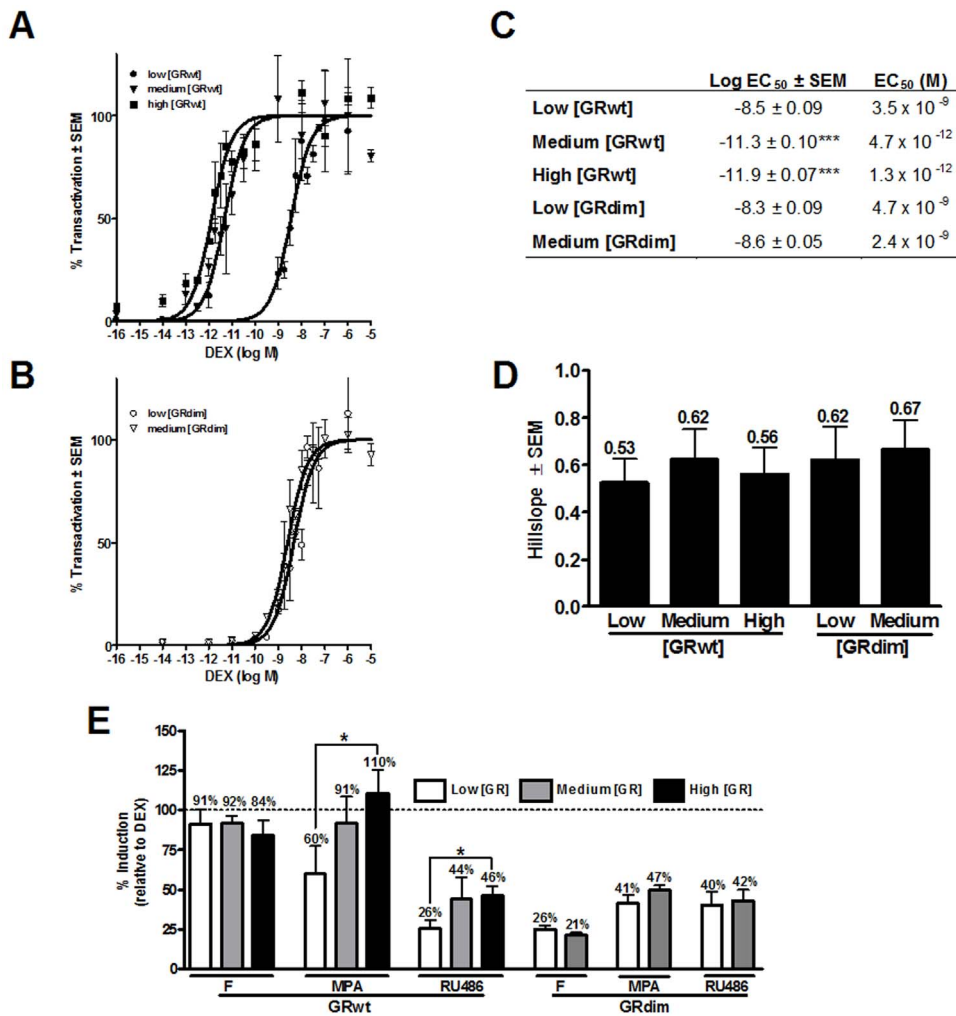 A
low [GRwt]
medium [GRwt]
high [GRwt]
% Transactivation ± SEM
100
50
0
-16 -15 -14 -13 -12 -11 -10 -9 -8 -7 -6 -5
DEX (log M)
B
low [GRdim]
medium [GRdim]
% Transactivation ± SEM
100
50
0
-16 -15 -14 -13 -12 -11 -10 -9 -8 -7 -6 -5
DEX (log M)
C
Log EC50 ± SEM EC50 (M)
Low [GRwt] -8.5 ± 0.09 3.5 x 10 -9
Medium [GRwt] -11.3 ± 0.10*** 4.7 x 10 -12
High [GRwt] -11.9 ± 0.07*** 1.3 x 10 -12
Low [GRdim] -8.3 ± 0.09 4.7 x 10 -9
Medium [GRdim] -8.6 ± 0.05 2.4 x 10 -9
D
Hillslope ± SEM
1.0
0.8
0.6
0.4
0.2
0.0
0.53 0.62 0.56 0.62 0.67
Low Medium High Low Medium
[GRwt] [GRdim]
E
% Induction
(relative to DEX)
150
125
100
75
50
25
0
Low [GR] Medium [GR] High [GR]
* *
91% 92% 84% 60% 91% 110% 26% 44% 46% 26% 21% 41% 47% 40% 42%
F MPA RU486 F MPA RU486
GRwt GRdim